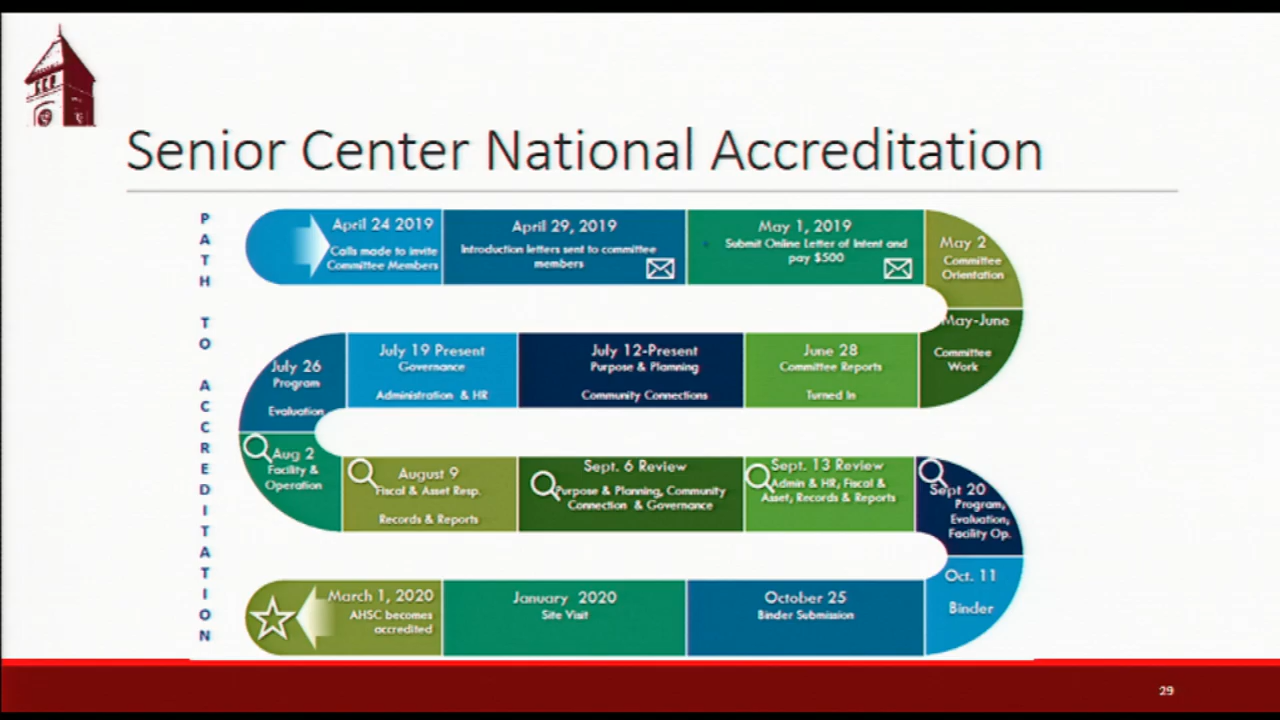 Senior Center National Accreditation
PATH TO ACCREDITATION
April 24 2019
Calls made to invite
Committee Members
April 29, 2019
Introduction letters sent to committee
members
May 1, 2019
Submit Online Letter of Intent and
pay $500
May 2
Committee
Orientation
May-June
Committee
Work
June 28
Committee Reports
Turned In
July 12-Present
Purpose & Planning
Community Connections
July 19 Present
Governance
Administration & HR
July 26
Program
Evaluation
Aug 2
Facility &
Operation
August 9
Fiscal & Asset Resp.
Records & Reports
Sept. 6 Review
Purpose & Planning, Community
Connection & Governance
Sept. 13 Review
Admin & HR, Fiscal &
Asset, Records & Reports
Sept 20
Program,
Evaluation,
Facility Op.
Oct. 11
Binder
October 25
Binder Submission
January 2020
Site Visit
March 1, 2020
AHSC becomes
accredited
29